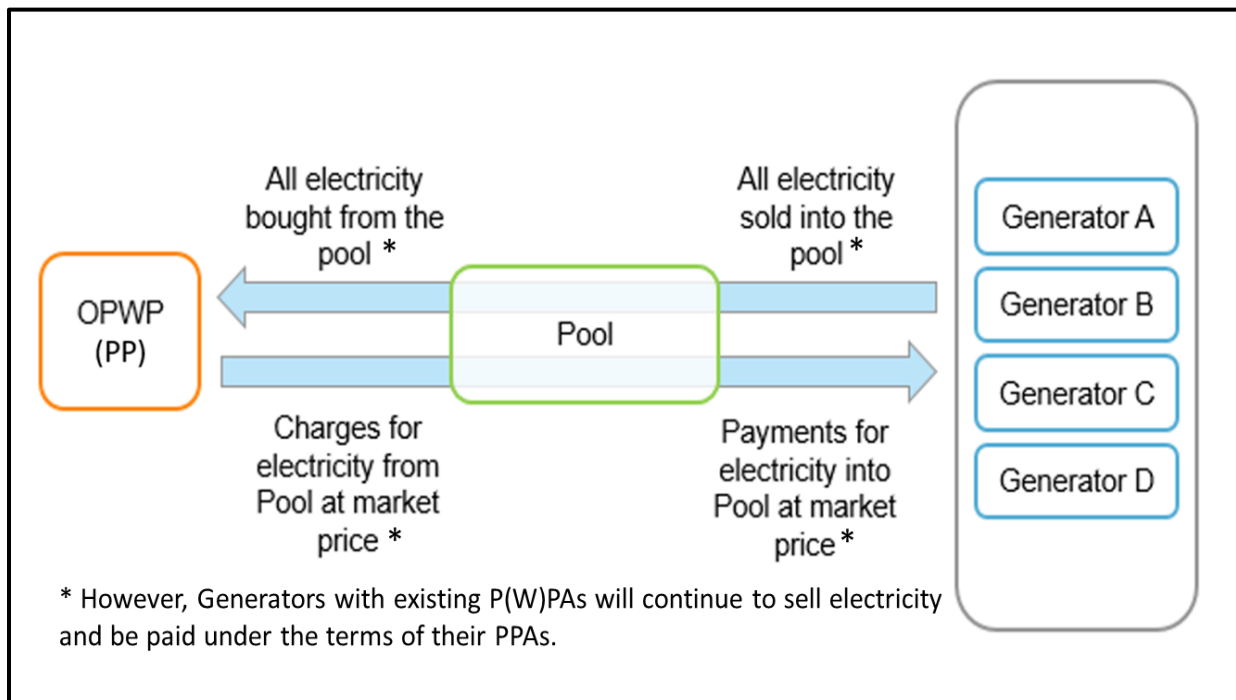 All electricity
bought from the
pool *
All electricity
sold into the
pool *
OPWP
(PP)
Pool
Generator A
Generator B
Generator C
Generator D
Charges for
electricity from
Pool at market
price *
Payments for
electricity into
Pool at market
price *
* However, Generators with existing P(W)PAs will continue to sell electricity
and be paid under the terms of their PPAs.